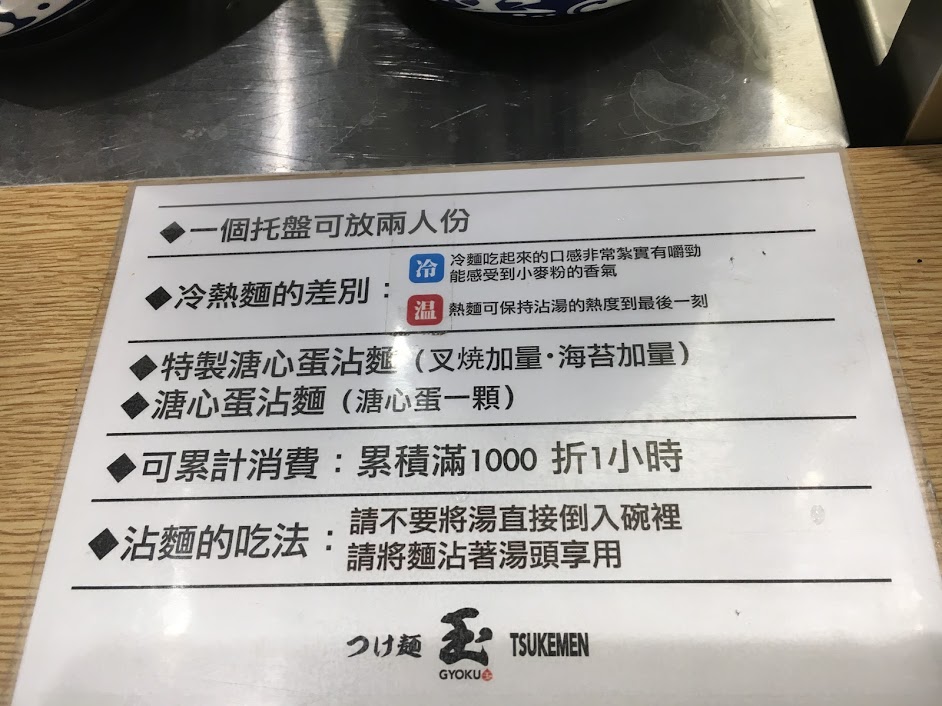 ◆一個托盤可放兩人份
◆冷熱麵的差別：
冷 冷麵吃起來的口感非常紮實有嚼勁
能感受到小麥粉的香氣
温 熱麵可保持沾湯的熱度到最後一刻
◆特製溏心蛋沾麵（叉燒加量·海苔加量）
◆溏心蛋沾麵（溏心蛋一顆）
◆可累計消費：累積滿1000 折1小時
◆沾麵的吃法：請不要將湯直接倒入碗裡
請將麵沾著湯頭享用
つけ麺 玉 TSUKEMEN
GYOKU